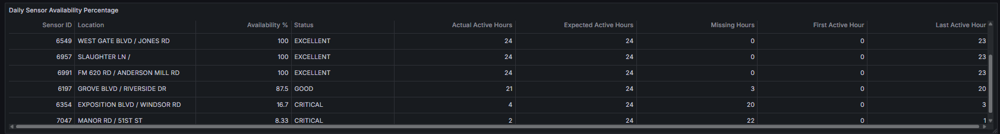 Daily Sensor Availability Percentage
Sensor ID Location Availability % Status Actual Active Hours Expected Active Hours Missing Hours First Active Hour Last Active Hour
6549 WEST GATE BLVD / JONES RD 100 EXCELLENT 24 24 0 0 23
6957 SLAUGHTER LN / 100 EXCELLENT 24 24 0 0 23
6991 FM 620 RD / ANDERSON MILL RD 100 EXCELLENT 24 24 0 0 23
6197 GROVE BLVD / RIVERSIDE DR 87.5 GOOD 21 24 3 0 20
6354 EXPOSITION BLVD / WINDSOR RD 16.7 CRITICAL 4 24 20 0 3
7047 MANOR RD / 51ST ST 8.33 CRITICAL 2 24 22 0 1